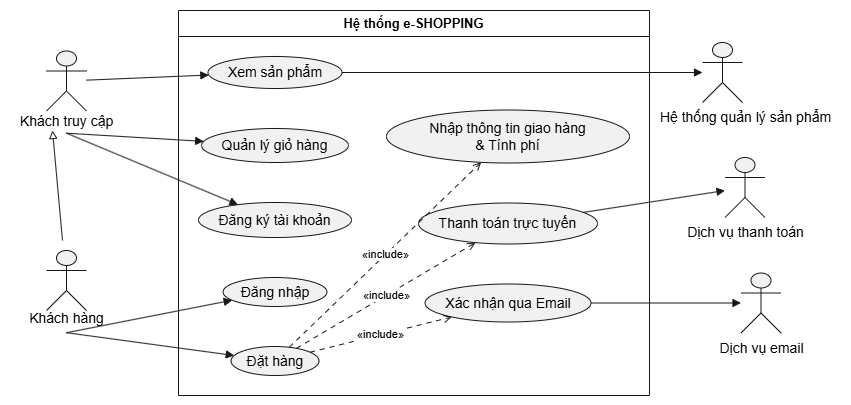 Hệ thống e-SHOPPING
Xem sản phẩm
Khách truy cập
Hệ thống quản lý sản phẩm
Nhập thông tin giao hàng
& Tính phí
Quản lý giỏ hàng
Đăng ký tài khoản
Thanh toán trực tuyến
Dịch vụ thanh toán
«include»
Đăng nhập
«include»
Xác nhận qua Email
Khách hàng
«include»
Dịch vụ email
Đặt hàng